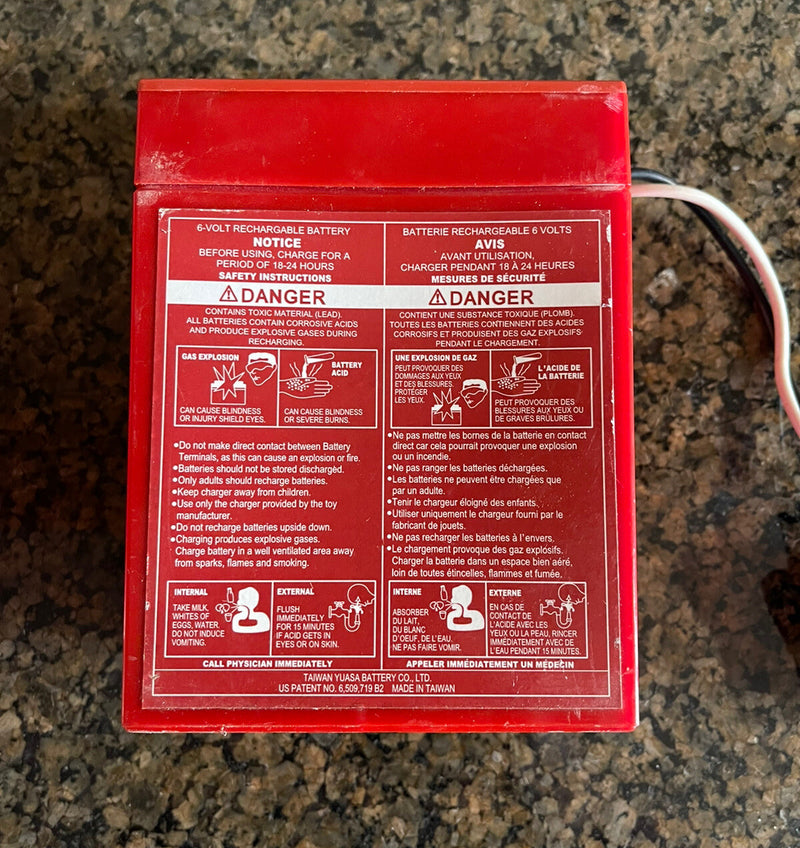 6-VOLT RECHARGABLE BATTERY
NOTICE
BEFORE USING, CHARGE FOR A
PERIOD OF 18-24 HOURS
SAFETY INSTRUCTIONS
DANGER
CONTAINS TOXIC MATERIAL (LEAD).
ALL BATTERIES CONTAIN CORROSIVE ACIDS
AND PRODUCE EXPLOSIVE GASES DURING
RECHARGING.
GAS EXPLOSION
CAN CAUSE BLINDNESS
OR INJURY SHIELD EYES.
BATTERY
ACID
CAN CAUSE BLINDNESS
OR SEVERE BURNS.
•Do not make direct contact between Battery
Terminals, as this can cause an explosion or fire.
•Batteries should not be stored discharged.
•Only adults should recharge batteries.
•Keep charger away from children.
•Use only the charger provided by the toy
manufacturer.
•Do not recharge batteries upside down.
•Charging produces explosive gases.
Charge battery in a well ventilated area away
from sparks, flames and smoking.
INTERNAL
TAKE MILK,
WHITES OF
EGGS, WATER.
DO NOT INDUCE
VOMITING.
EXTERNAL
FLUSH
IMMEDIATELY
FOR 15 MINUTES
IF ACID GETS IN
EYES OR ON SKIN.
CALL PHYSICIAN IMMEDIATELY
BATTERIE RECHARGEABLE 6 VOLTS
AVIS
AVANT UTILISATION,
CHARGER PENDANT 18 À 24 HEURES
MESURES DE SÉCURITÉ
DANGER
CONTIENT UNE SUBSTANCE TOXIQUE (PLOMB).
TOUTES LES BATTERIES CONTIENNENT DES ACIDES
CORROSIFS ET PRODUISENT DES GAZ EXPLOSIFS
PENDANT LE CHARGEMENT.
UNE EXPLOSION DE GAZ
PEUT PROVOQUER DES
DOMMAGES AUX YEUX
ET DES BLESSURES.
PROTÉGER
LES YEUX.
L'ACIDE DE
LA BATTERIE
PEUT PROVOQUER DES
BLESSURES AUX YEUX OU
DE GRAVES BRÛLURES.
•Ne pas mettre les bornes de la batterie en contact
direct car cela pourrait provoquer une explosion
ou un incendie.
•Ne pas ranger les batteries déchargées.
•Les batteries ne peuvent être chargées que
par un adulte.
•Tenir le chargeur éloigné des enfants.
•Utiliser uniquement le chargeur fourni par le
fabricant de jouets.
•Ne pas recharger les batteries à l'envers.
•Le chargement provoque des gaz explosifs.
Charger la batterie dans un espace bien aéré,
loin de toutes étincelles, flammes et fumée.
INTERNE
ABSORBER
DU LAIT,
DU BLANC
D'OEUF, DE L'EAU.
NE PAS FAIRE VOMIR.
EXTERNE
EN CAS DE
CONTACT DE
L'ACIDE AVEC LES
YEUX OU LA PEAU, RINCER
IMMÉDIATEMENT AVEC DE
L'EAU PENDANT 15 MINUTES.
APPELER IMMÉDIATEMENT UN MÉDECIN
TAIWAN YUASA BATTERY CO., LTD.
US PATENT NO. 6,509,719 B2 MADE IN TAIWAN